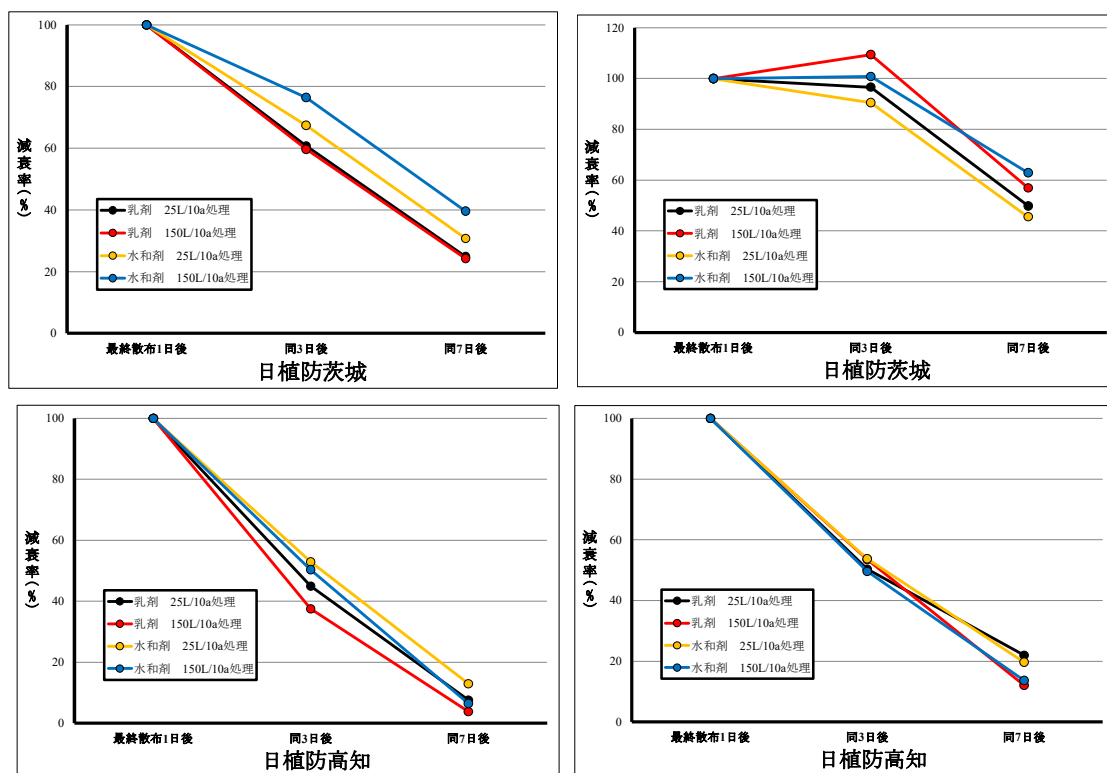 100
80
60
40
20
0
減衰率(%)
乳剤 25L/10a処理
乳剤 150L/10a処理
水和剤 25L/10a処理
水和剤 150L/10a処理
最終散布1日後 同3日後 同7日後
日植防茨城
120
100
80
60
40
20
0
減衰率(%)
乳剤 25L/10a処理
乳剤 150L/10a処理
水和剤 25L/10a処理
水和剤 150L/10a処理
最終散布1日後 同3日後 同7日後
日植防茨城
100
80
60
40
20
0
減衰率(%)
乳剤 25L/10a処理
乳剤 150L/10a処理
水和剤 25L/10a処理
水和剤 150L/10a処理
最終散布1日後 同3日後 同7日後
日植防高知
100
80
60
40
20
0
減衰率(%)
乳剤 25L/10a処理
乳剤 150L/10a処理
水和剤 25L/10a処理
水和剤 150L/10a処理
最終散布1日後 同3日後 同7日後
日植防高知